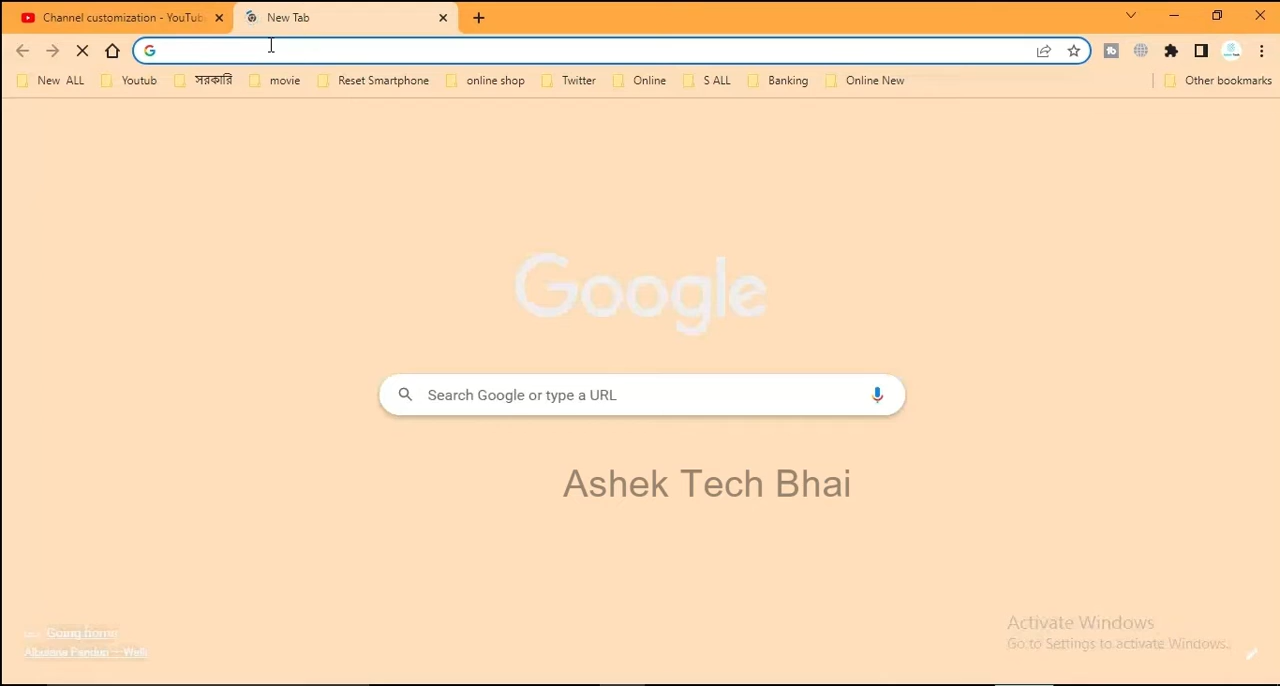 Channel customization - YouTub
New Tab
New ALL
Youtub
সরকারি
movie
Reset Smartphone
online shop
Twitter
Online
S ALL
Banking
Online New
Other bookmarks
Google
Search Google or type a URL
Ashek Tech Bhai
Going home
Activate Windows
Go to Settings to activate Windows.